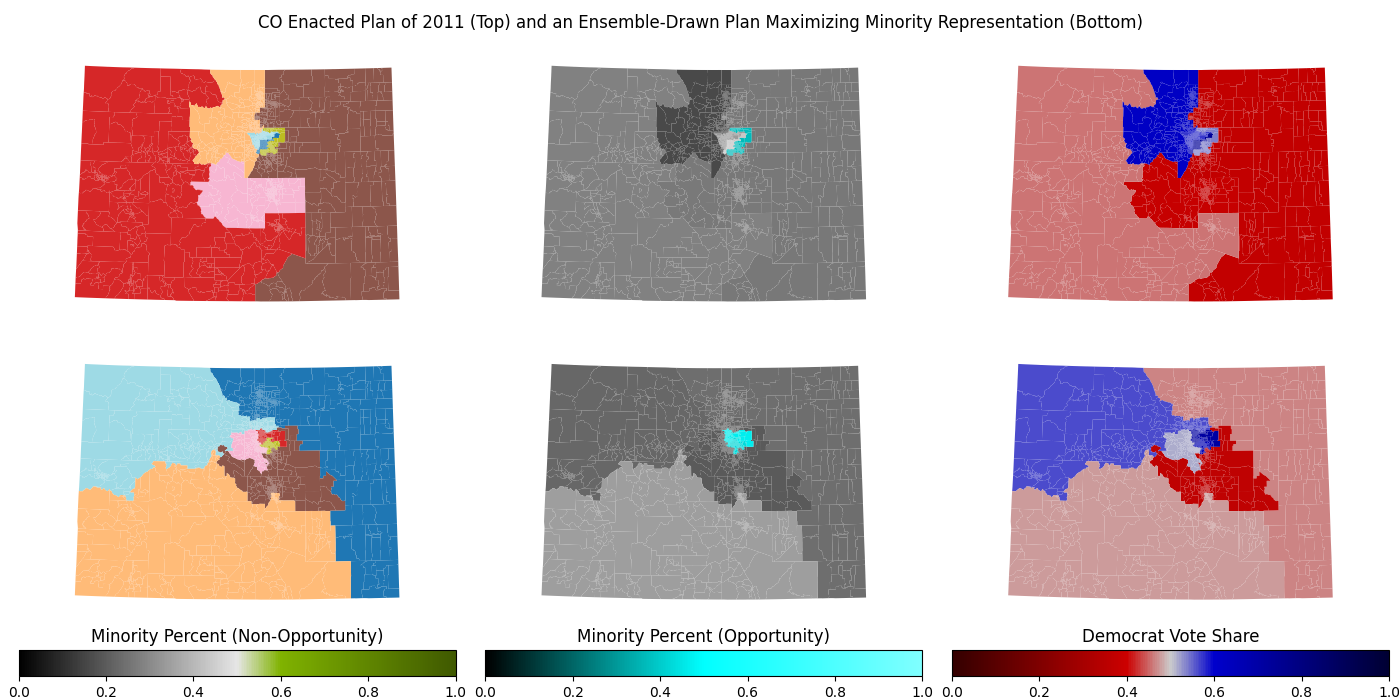 CO Enacted Plan of 2011 (Top) and an Ensemble-Drawn Plan Maximizing Minority Representation (Bottom)
Minority Percent (Non-Opportunity)
0.0 0.2 0.4 0.6 0.8 1.0
Minority Percent (Opportunity)
0.0 0.2 0.4 0.6 0.8 1.0
Democrat Vote Share
0.0 0.2 0.4 0.6 0.8 1.0